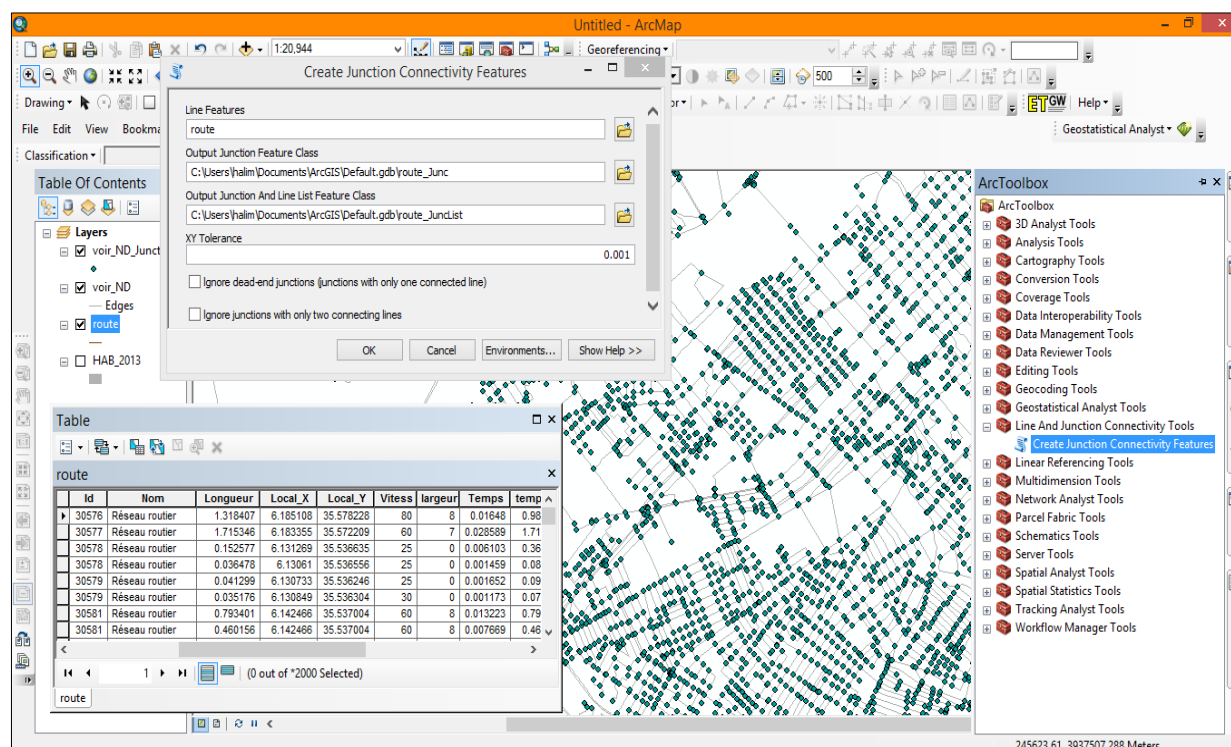 Untitled - ArcMap
1:20,944
Georeferencing
500
Drawing
ETGW Help
File Edit View Bookma
Geostatistical Analyst
Classification
Create Junction Connectivity Features
Line Features
route
Output Junction Feature Class
C:\Users\halim\Documents\ArcGIS\Default.gdb\route_Junc
Output Junction And Line List Feature Class
C:\Users\halim\Documents\ArcGIS\Default.gdb\route_JuncList
XY Tolerance
0.001
Ignore dead-end junctions (junctions with only one connected line)
Ignore junctions with only two connecting lines
OK Cancel Environments... Show Help >>
Table Of Contents
Layers
voir_ND_Junct
voir_ND
Edges
route
HAB_2013
Table
route
Id Nom Longueur Local_X Local_Y Vitess largeur Temps temp
30576 Réseau routier 1.318407 6.185108 35.578228 80 8 0.01648 0.98
30577 Réseau routier 1.715346 6.183355 35.572209 60 7 0.028589 1.71
30578 Réseau routier 0.152577 6.131269 35.536635 25 0 0.006103 0.36
30578 Réseau routier 0.036478 6.13061 35.536556 25 0 0.001459 0.08
30579 Réseau routier 0.041299 6.130733 35.536246 25 0 0.001652 0.09
30579 Réseau routier 0.035176 6.130849 35.536304 30 0 0.001173 0.07
30581 Réseau routier 0.793401 6.142466 35.537004 60 8 0.013223 0.79
30581 Réseau routier 0.460156 6.142466 35.537004 60 8 0.007669 0.46
1 (0 out of *2000 Selected)
route
ArcToolbox
ArcToolbox
3D Analyst Tools
Analysis Tools
Cartography Tools
Conversion Tools
Coverage Tools
Data Interoperability Tools
Data Management Tools
Data Reviewer Tools
Editing Tools
Geocoding Tools
Geostatistical Analyst Tools
Line And Junction Connectivity Tools
Create Junction Connectivity Features
Linear Referencing Tools
Multidimension Tools
Network Analyst Tools
Parcel Fabric Tools
Schematics Tools
Server Tools
Spatial Analyst Tools
Spatial Statistics Tools
Tracking Analyst Tools
Workflow Manager Tools
245623.61 3937507.288 Meters